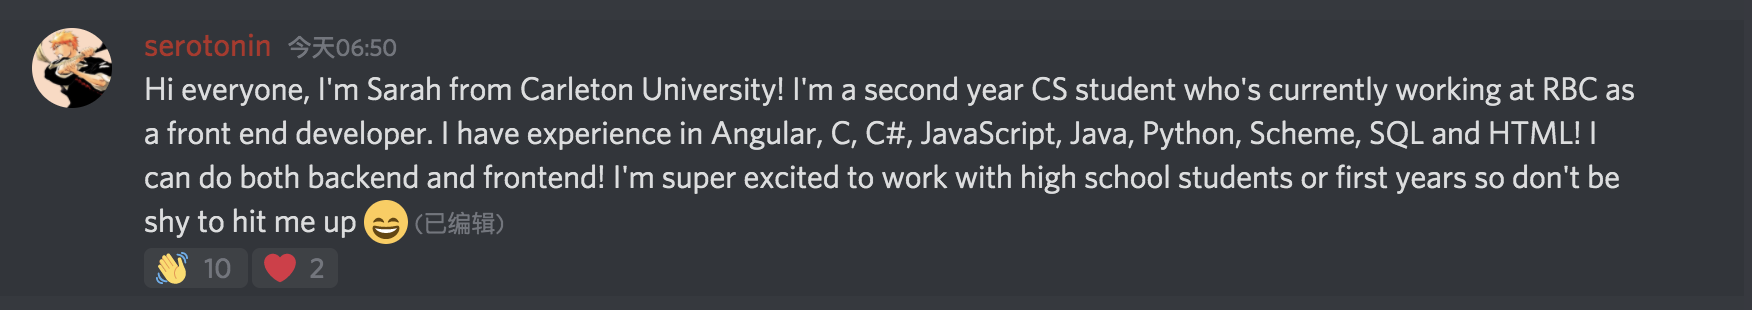 serotonin 今天06:50
Hi everyone, I'm Sarah from Carleton University! I'm a second year CS student who's currently working at RBC as
a front end developer. I have experience in Angular, C, C#, JavaScript, Java, Python, Scheme, SQL and HTML! I
can do both backend and frontend! I'm super excited to work with high school students or first years so don't be
shy to hit me up 😄 (已编辑)
👋 10 ❤️ 2